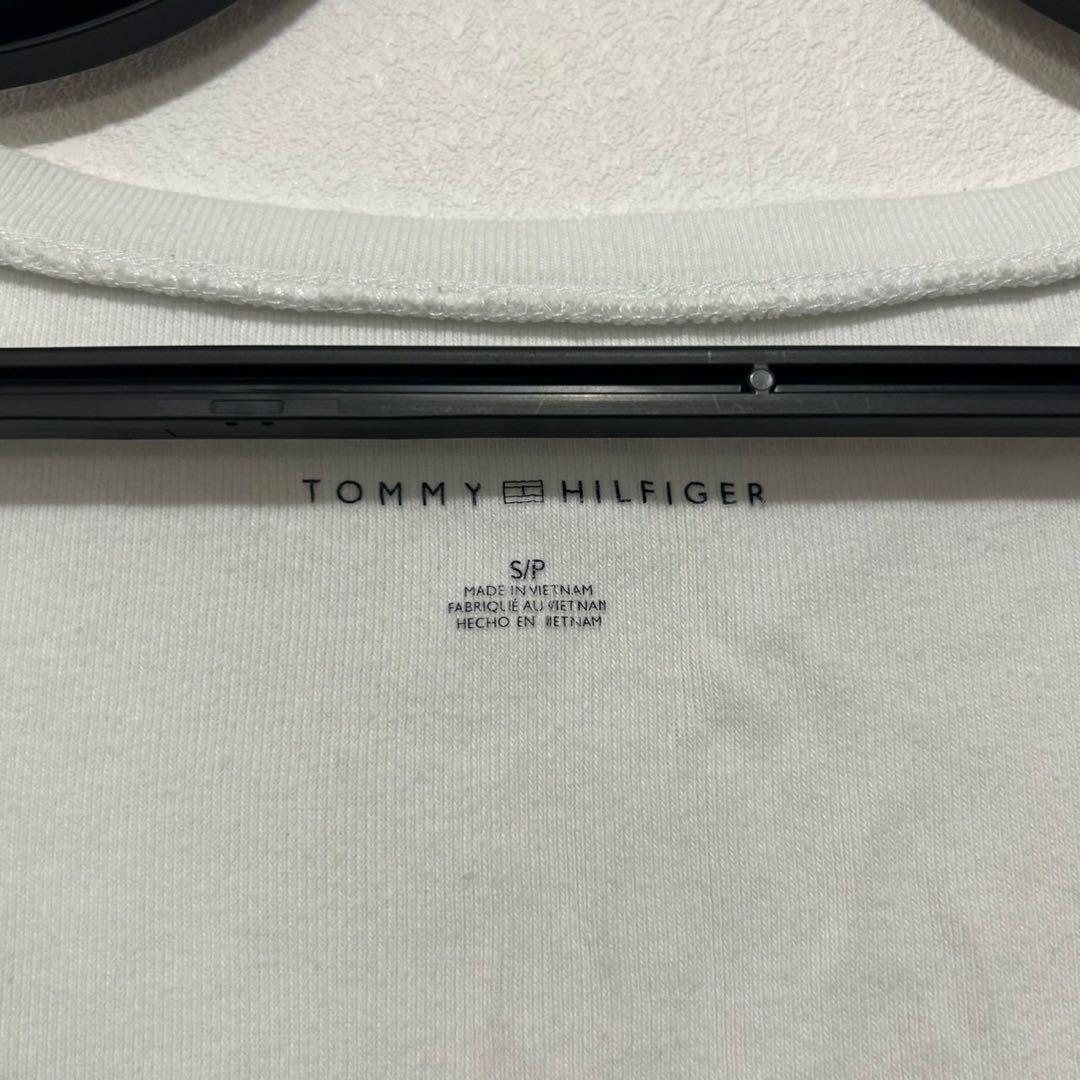 TOMMY HILFIGER
S/P
MADE IN VIETNAM
FABRIQUÉ AU VIETNAM
HECHO EN VIETNAM